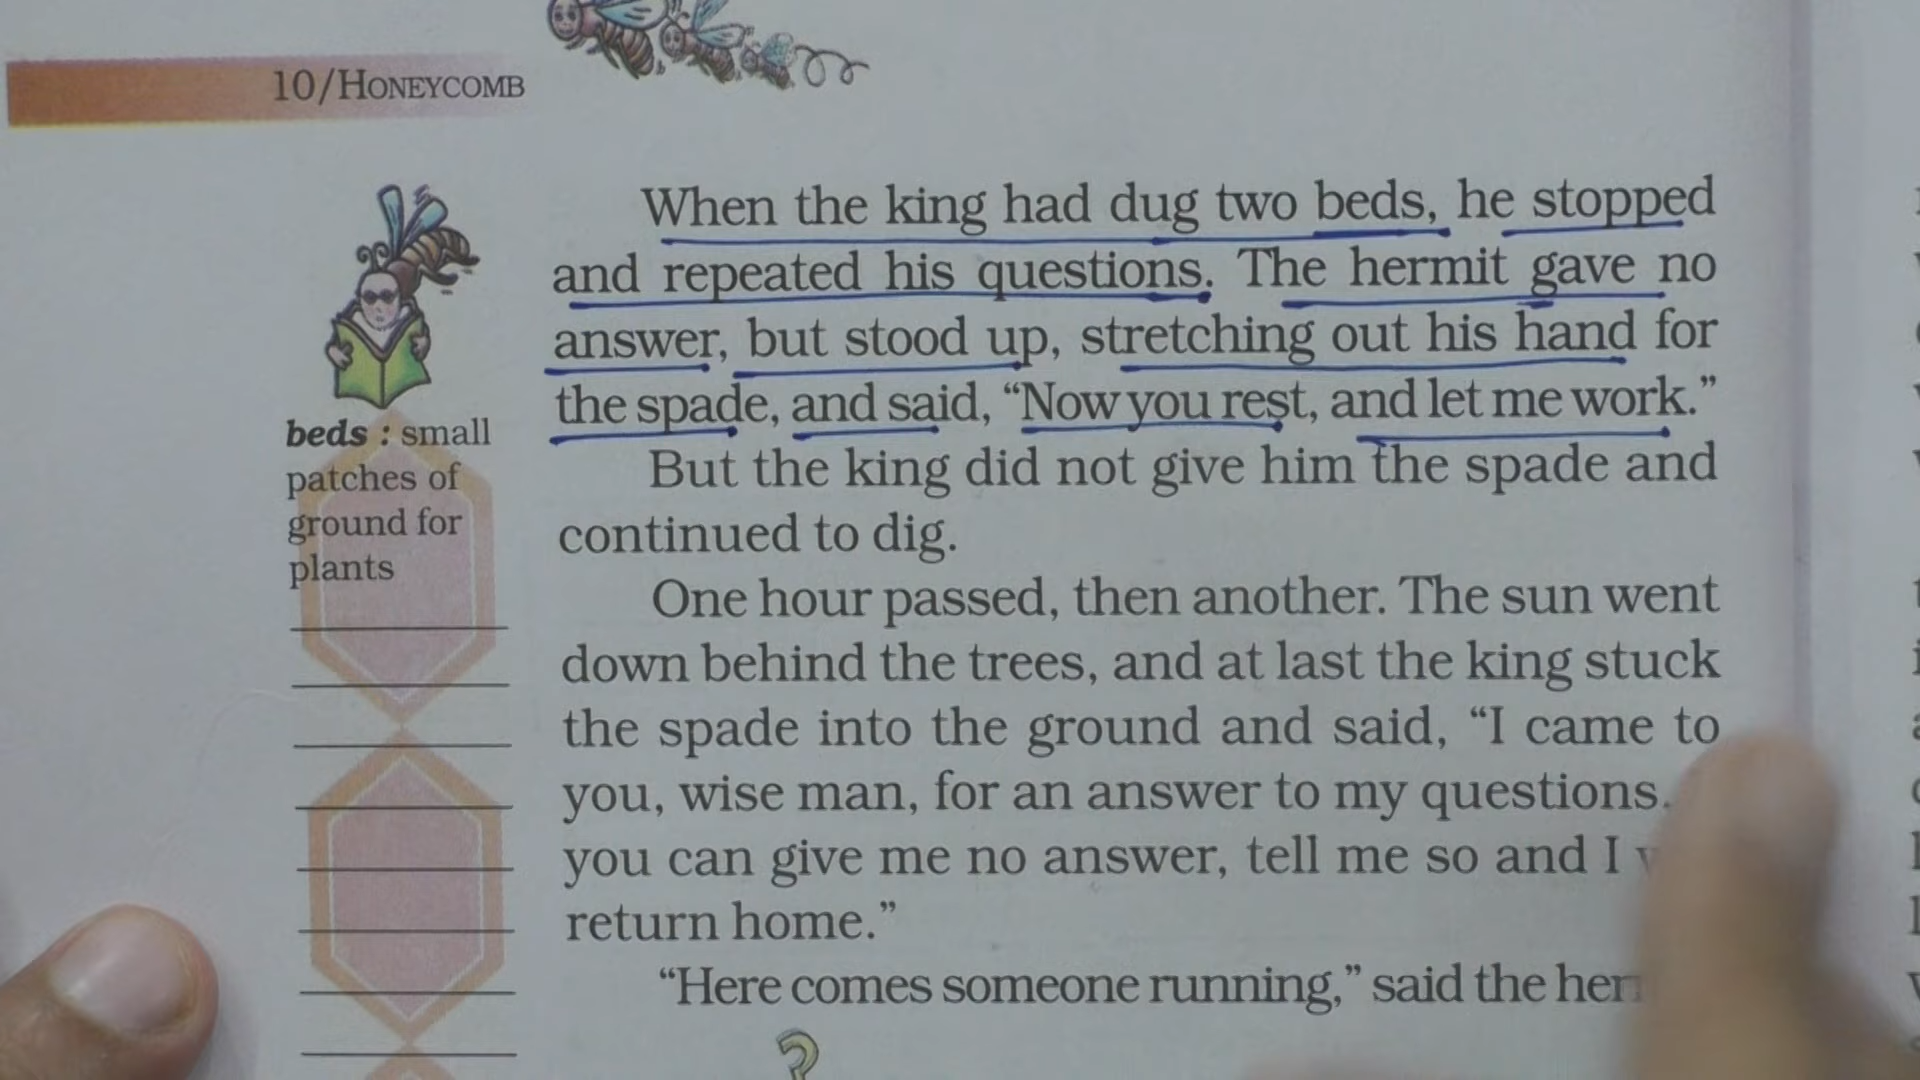 10/HONEYCOMB
When the king had dug two beds, he stopped
and repeated his questions. The hermit gave no
answer, but stood up, stretching out his hand for
the spade, and said, “Now you rest, and let me work.”
But the king did not give him the spade and
continued to dig.
One hour passed, then another. The sun went
down behind the trees, and at last the king stuck
the spade into the ground and said, “I came to
you, wise man, for an answer to my questions.
you can give me no answer, tell me so and I
return home.”
“Here comes someone running,” said the
beds : small
patches of
ground for
plants
?